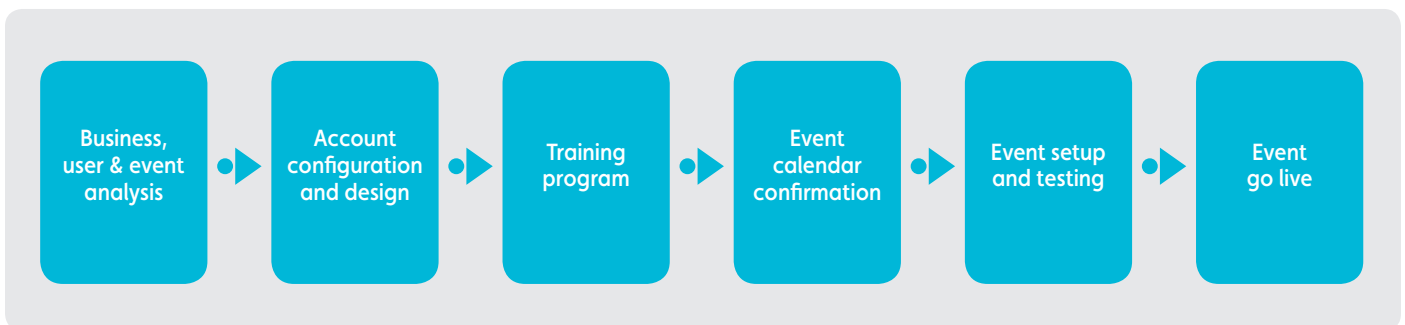 Business,
user & event
analysis
Account
configuration
and design
Training
program
Event
calendar
confirmation
Event setup
and testing
Event
go live